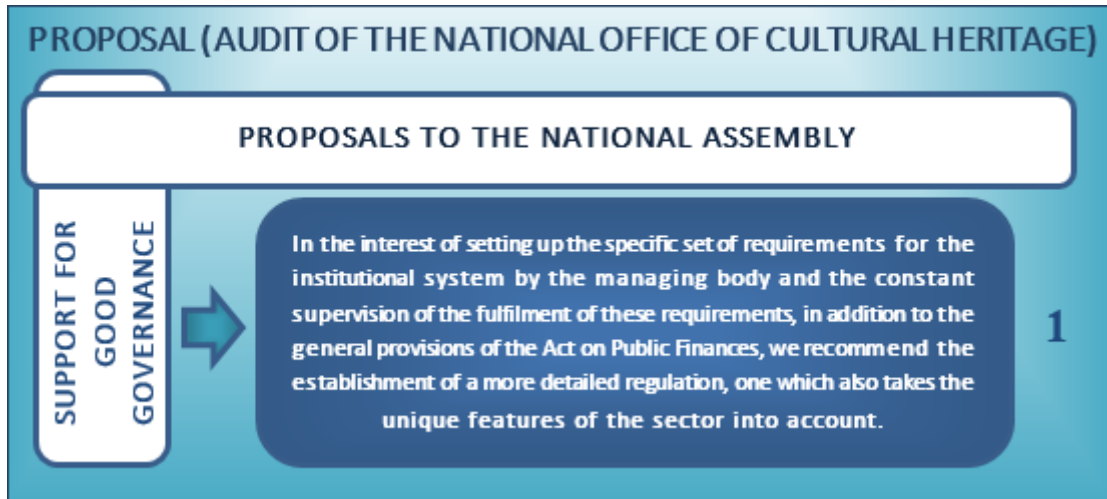 PROPOSAL (AUDIT OF THE NATIONAL OFFICE OF CULTURAL HERITAGE)
PROPOSALS TO THE NATIONAL ASSEMBLY
SUPPORT FOR
GOOD
GOVERNANCE
In the interest of setting up the specific set of requirements for the
institutional system by the managing body and the constant
supervision of the fulfilment of these requirements, in addition to the
general provisions of the Act on Public Finances, we recommend the
establishment of a more detailed regulation, one which also takes the
unique features of the sector into account.
1